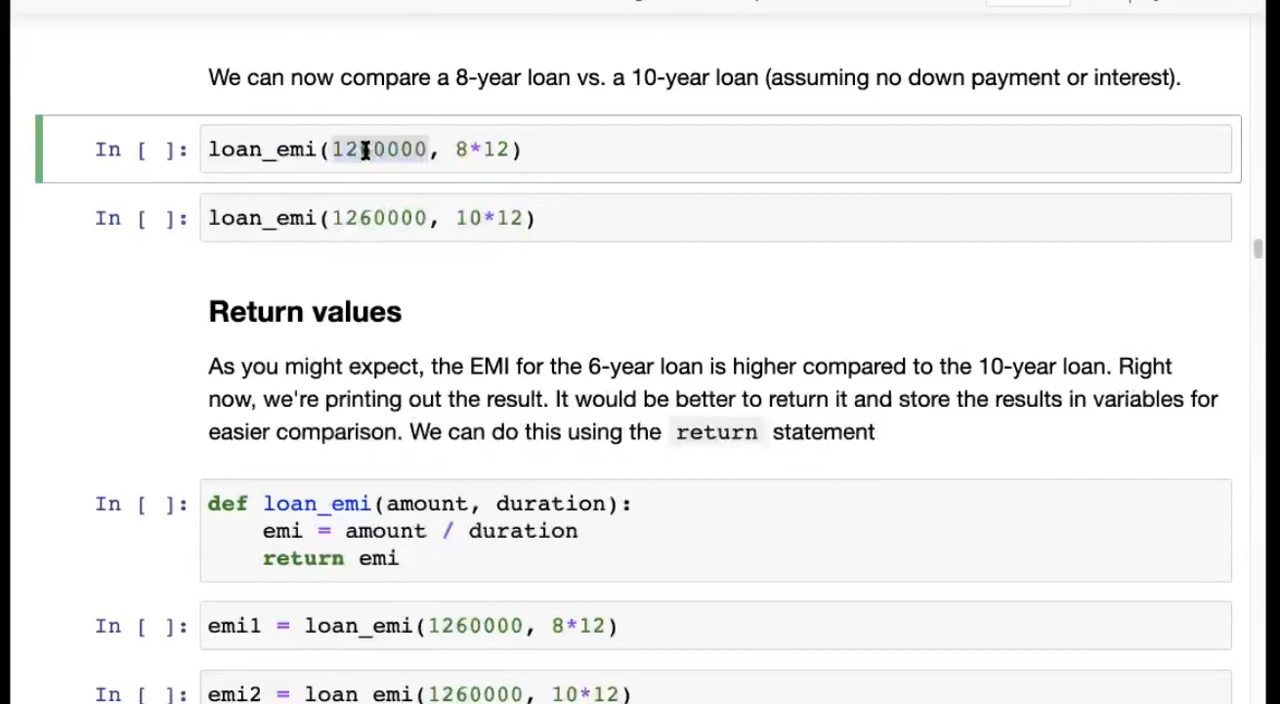 We can now compare a 8-year loan vs. a 10-year loan (assuming no down payment or interest).
In [ ]: loan_emi(1260000, 8*12)
In [ ]: loan_emi(1260000, 10*12)
Return values
As you might expect, the EMI for the 6-year loan is higher compared to the 10-year loan. Right
now, we're printing out the result. It would be better to return it and store the results in variables for
easier comparison. We can do this using the return statement
In [ ]: def loan_emi(amount, duration):
emi = amount / duration
return emi
In [ ]: emi1 = loan_emi(1260000, 8*12)
In [ ]: emi2 = loan_emi(1260000, 10*12)